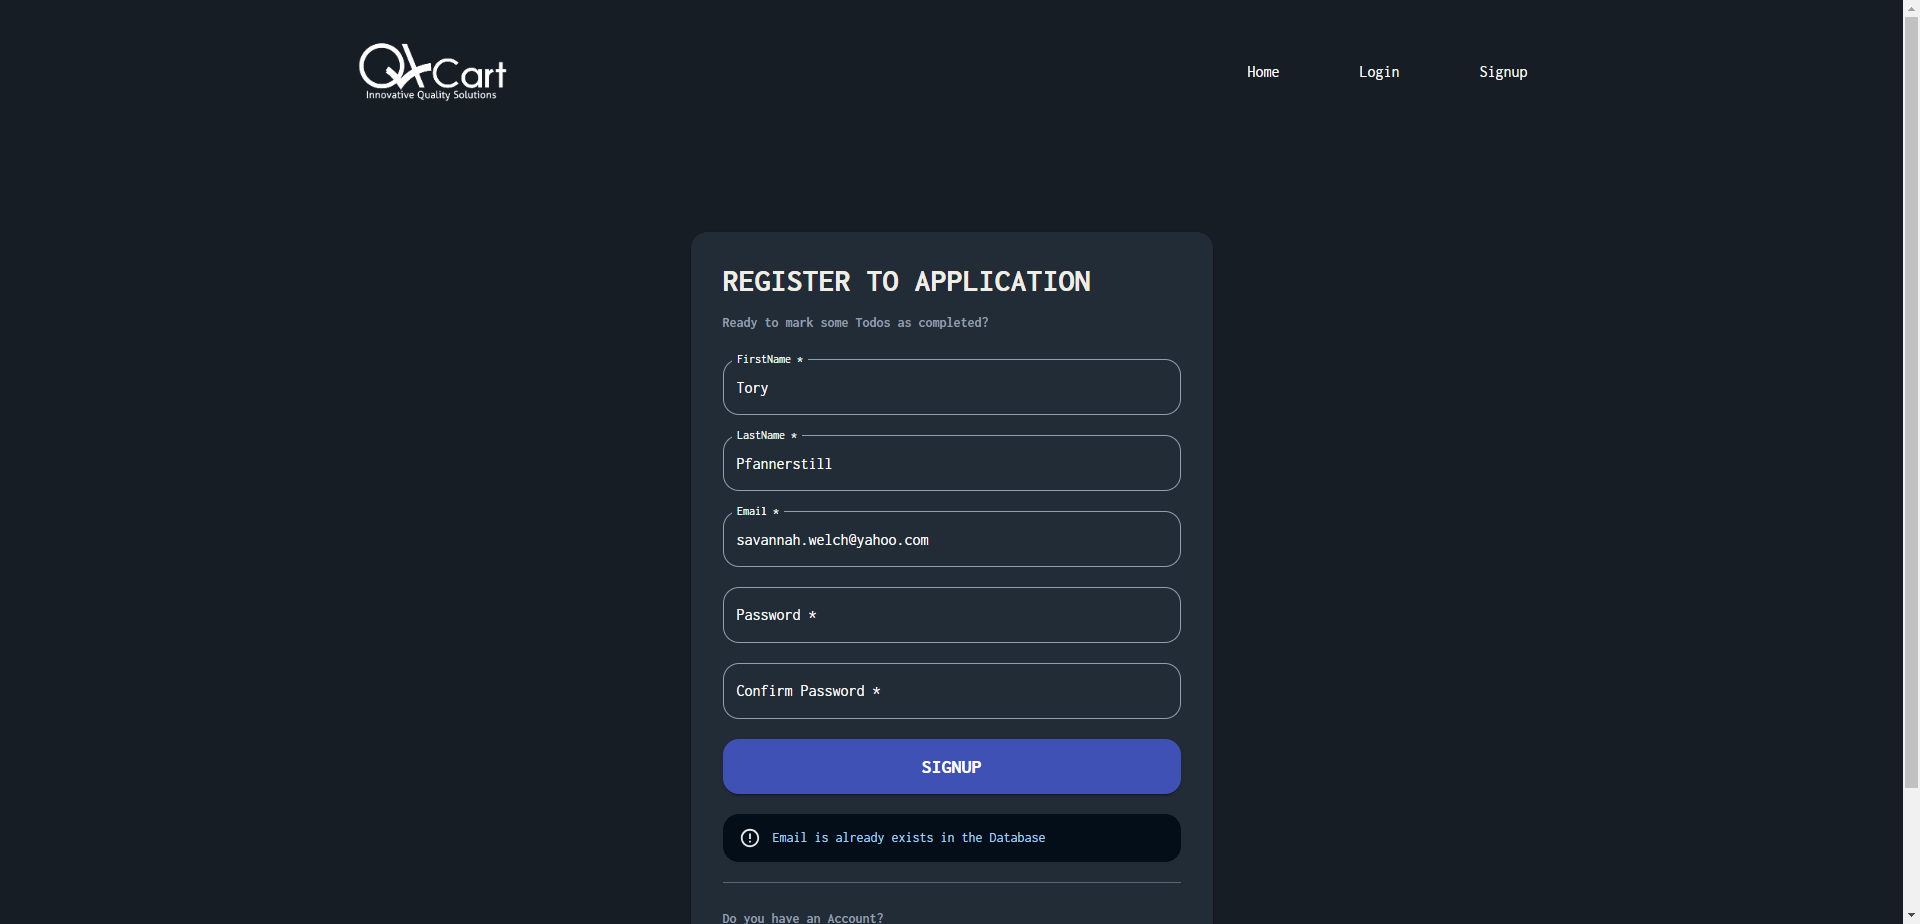 QACart
Innovative Quality Solutions
Home
Login
Signup
REGISTER TO APPLICATION
Ready to mark some Todos as completed?
FirstName *
Tory
LastName *
Pfannerstill
Email *
savannah.welch@yahoo.com
Password *
Confirm Password *
SIGNUP
Email is already exists in the Database
Do you have an Account?